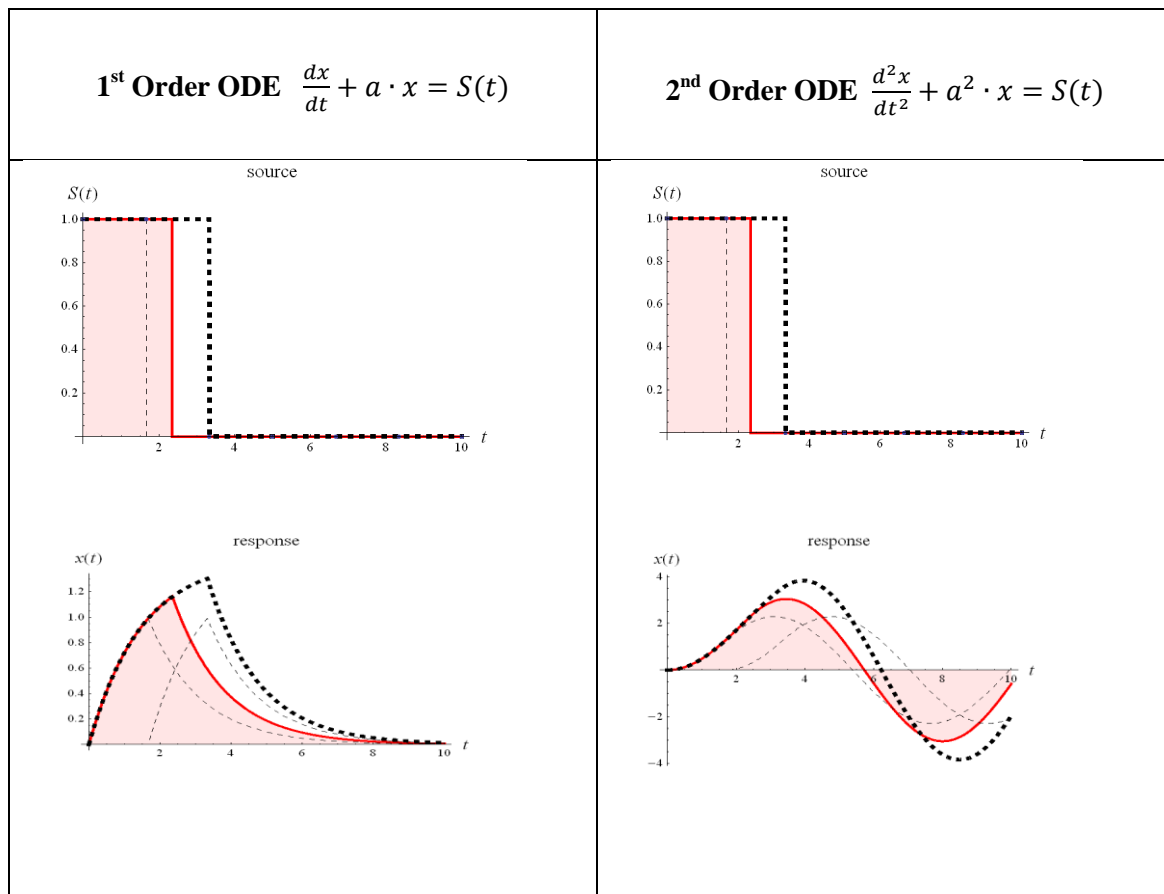 1st Order ODE dx/dt + a · x = S(t)
2nd Order ODE d²x/dt² + a² · x = S(t)
source
S(t)
1.0
0.8
0.6
0.4
0.2
2
4
6
8
10
t
source
S(t)
1.0
0.8
0.6
0.4
0.2
2
4
6
8
10
t
response
x(t)
1.2
1.0
0.8
0.6
0.4
0.2
2
4
6
8
10
t
response
x(t)
4
2
2
4
6
8
10
t
−2
−4